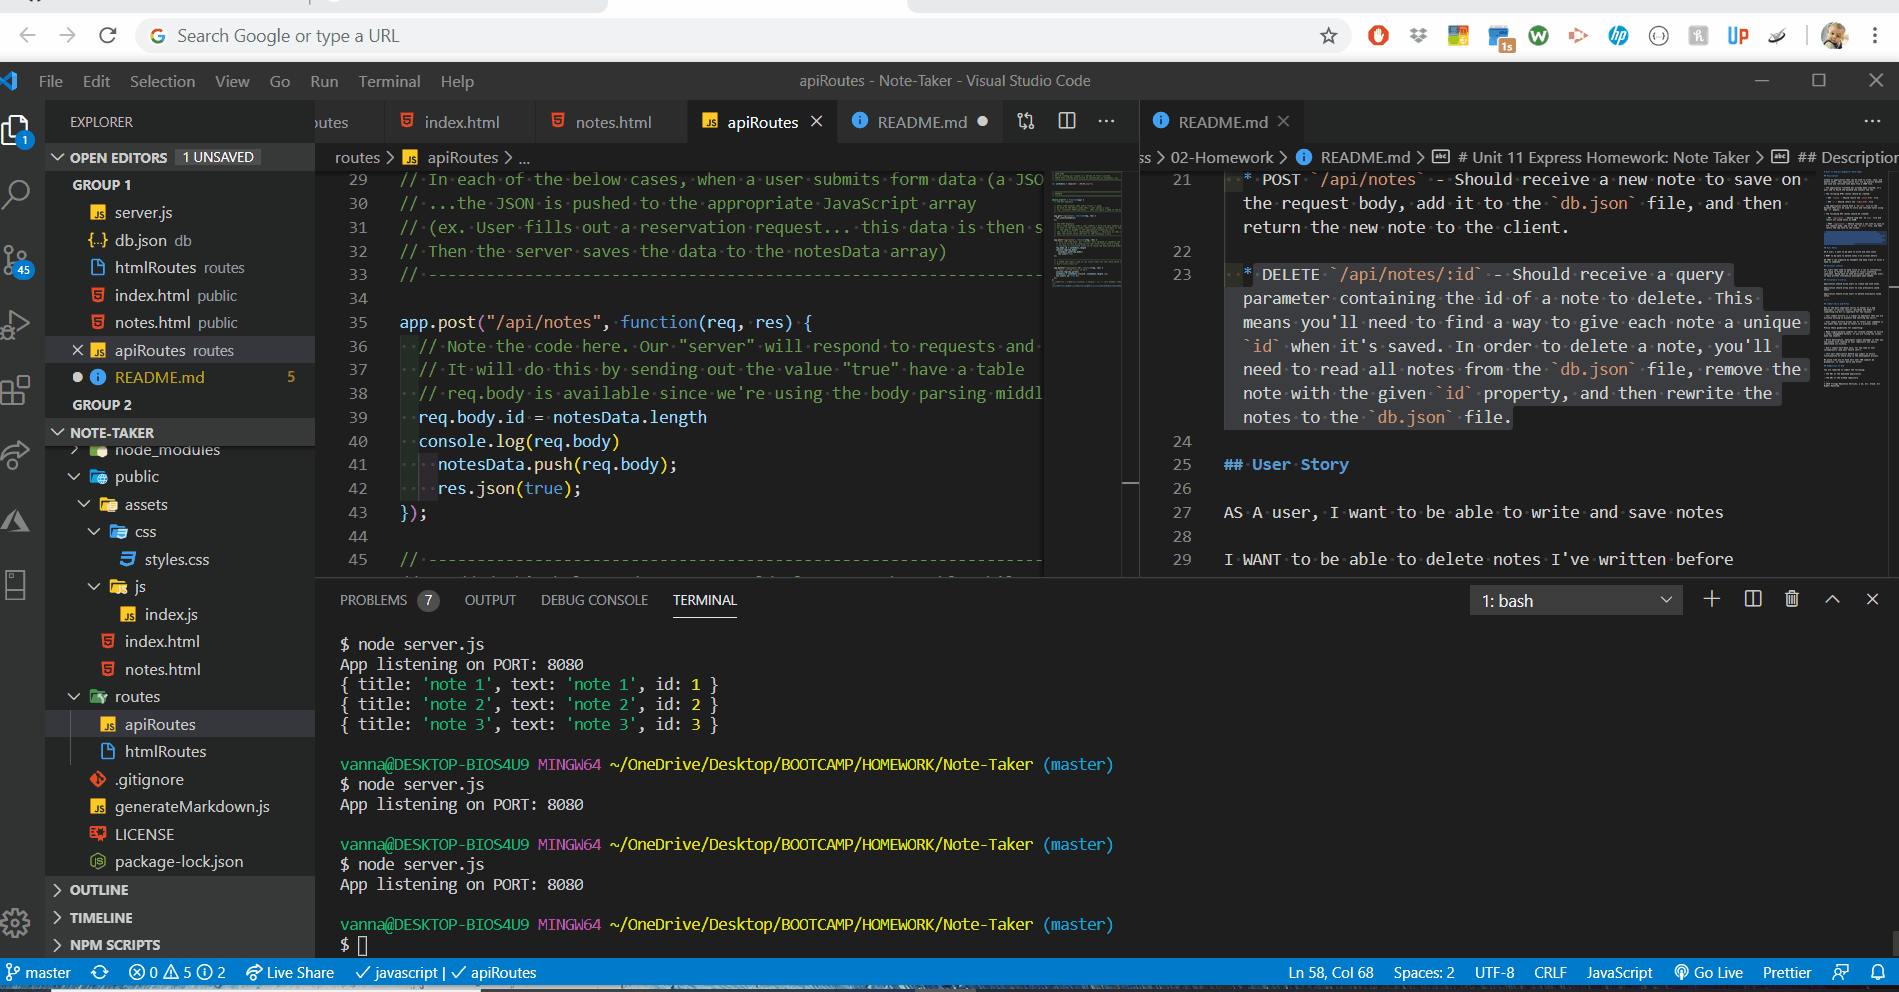 Search Google or type a URL
1s
UP
File Edit Selection View Go Run Terminal Help
apiRoutes - Note-Taker - Visual Studio Code
EXPLORER
OPEN EDITORS 1 UNSAVED
GROUP 1
server.js
db.json db
htmlRoutes routes
index.html public
notes.html public
apiRoutes routes
README.md 5
GROUP 2
NOTE-TAKER
node_modules
public
assets
css
styles.css
js
index.js
index.html
notes.html
routes
apiRoutes
htmlRoutes
.gitignore
generateMarkdown.js
LICENSE
package-lock.json
OUTLINE
TIMELINE
NPM SCRIPTS
1
45
outes index.html notes.html apiRoutes README.md
routes > apiRoutes > ...
29 // In each of the below cases, when a user submits form data (a JSO
30 // ...the JSON is pushed to the appropriate JavaScript array
31 // (ex. User fills out a reservation request... this data is then s
32 // Then the server saves the data to the notesData array)
33 // -----------------------------------------------------------------
34
35 app.post("/api/notes", function(req, res) {
36 // Note the code here. Our "server" will respond to requests and
37 // It will do this by sending out the value "true" have a table
38 // req.body is available since we're using the body parsing middl
39 req.body.id = notesData.length
40 console.log(req.body)
41 notesData.push(req.body);
42 res.json(true);
43 });
44
45 // -----------------------------------------------------------------
README.md
ss > 02-Homework > README.md > # Unit 11 Express Homework: Note Taker > ## Description
21 * POST `/api/notes` - Should receive a new note to save on
the request body, add it to the `db.json` file, and then
return the new note to the client.
22
23 * DELETE `/api/notes/:id` - Should receive a query
parameter containing the id of a note to delete. This
means you'll need to find a way to give each note a unique
`id` when it's saved. In order to delete a note, you'll
need to read all notes from the `db.json` file, remove the
note with the given `id` property, and then rewrite the
notes to the `db.json` file.
24
25 ## User Story
26
27 AS A user, I want to be able to write and save notes
28
29 I WANT to be able to delete notes I've written before
PROBLEMS 7 OUTPUT DEBUG CONSOLE TERMINAL
1: bash
$ node server.js
App listening on PORT: 8080
{ title: 'note 1', text: 'note 1', id: 1 }
{ title: 'note 2', text: 'note 2', id: 2 }
{ title: 'note 3', text: 'note 3', id: 3 }
vanna@DESKTOP-BIOS4U9 MINGW64 ~/OneDrive/Desktop/BOOTCAMP/HOMEWORK/Note-Taker (master)
$ node server.js
App listening on PORT: 8080
vanna@DESKTOP-BIOS4U9 MINGW64 ~/OneDrive/Desktop/BOOTCAMP/HOMEWORK/Note-Taker (master)
$ node server.js
App listening on PORT: 8080
vanna@DESKTOP-BIOS4U9 MINGW64 ~/OneDrive/Desktop/BOOTCAMP/HOMEWORK/Note-Taker (master)
$
master 0 5 2 Live Share javascript | apiRoutes Ln 58, Col 68 Spaces: 2 UTF-8 CRLF JavaScript Go Live Prettier